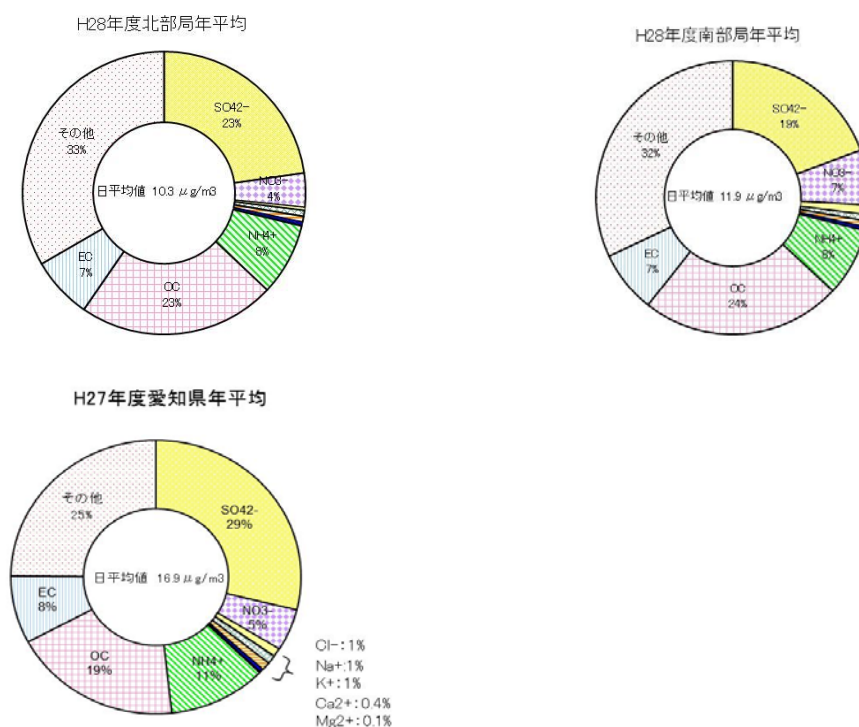 H28年度北部局年平均
SO42-
23%
NO3-
4%
NH4+
8%
OC
23%
EC
7%
その他
33%
日平均値 10.3 μg/m3
H28年度南部局年平均
SO42-
19%
NO3-
7%
NH4+
8%
OC
24%
EC
7%
その他
32%
日平均値 11.9 μg/m3
H27年度愛知県年平均
SO42-
29%
NO3-
5%
Cl-:1%
Na+:1%
K+:1%
Ca2+:0.4%
Mg2+:0.1%
NH4+
11%
OC
19%
EC
8%
その他
25%
日平均値 16.9 μg/m3